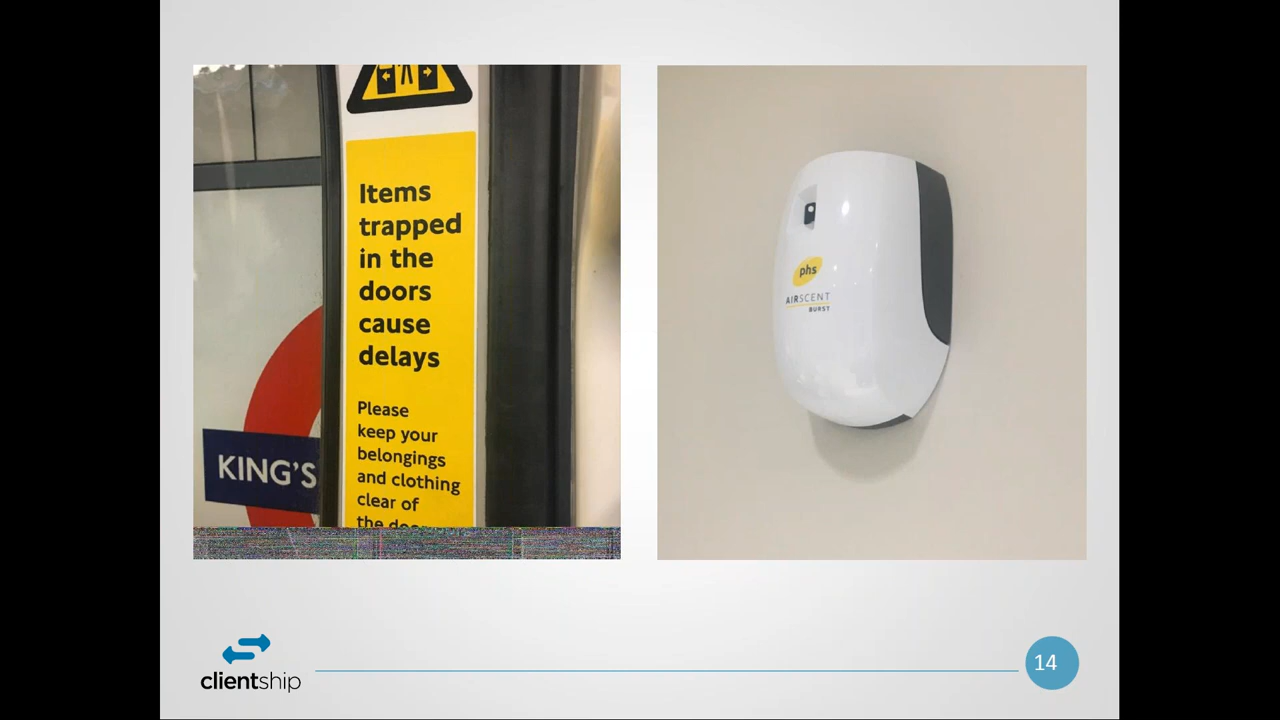 Items
trapped
in the
doors
cause
delays
Please
keep your
belongings
and clothing
clear of
the
KING'S
phs
AIRSCENT
BURST
clientship
14